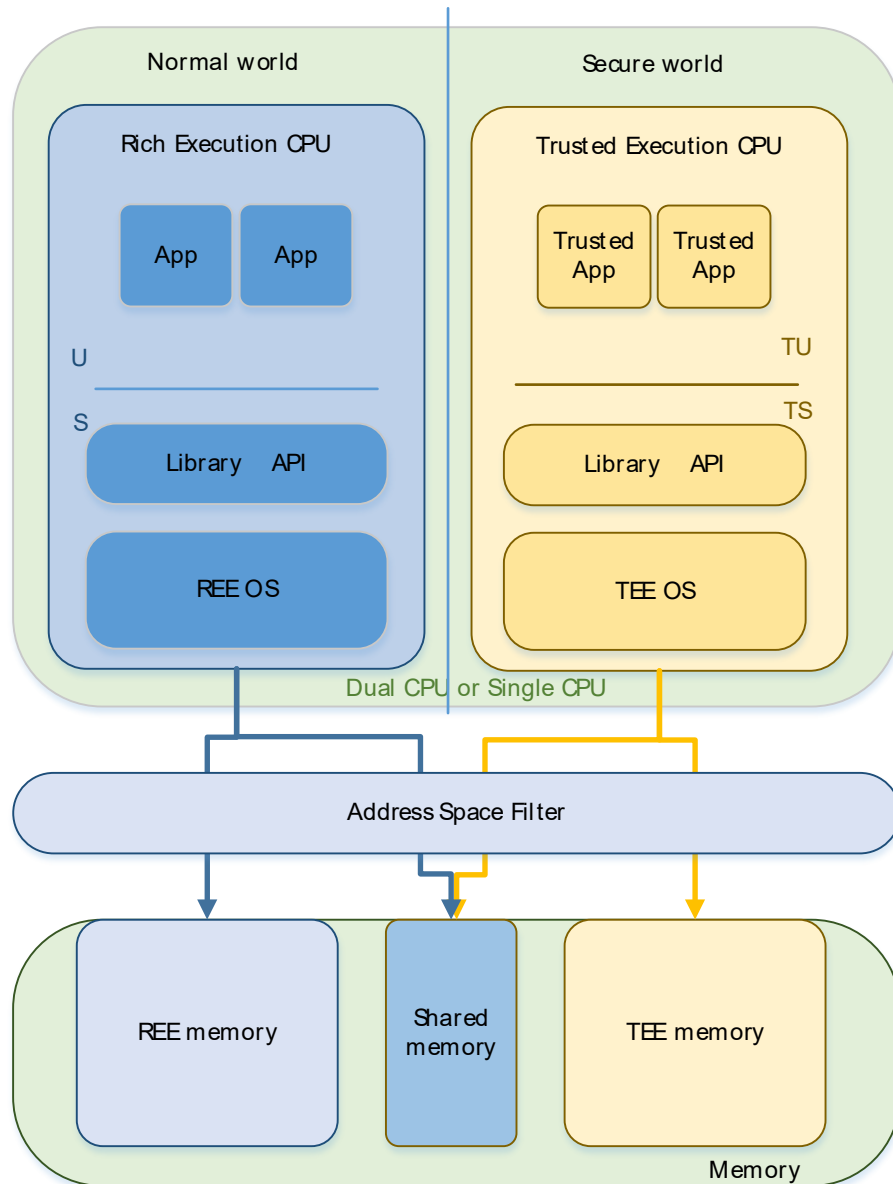 Normal world
Secure world
Rich Execution CPU
Trusted Execution CPU
App
App
Trusted
App
Trusted
App
U
TU
S
TS
Library API
Library API
REE OS
TEE OS
Dual CPU or Single CPU
Address Space Filter
REE memory
Shared
memory
TEE memory
Memory